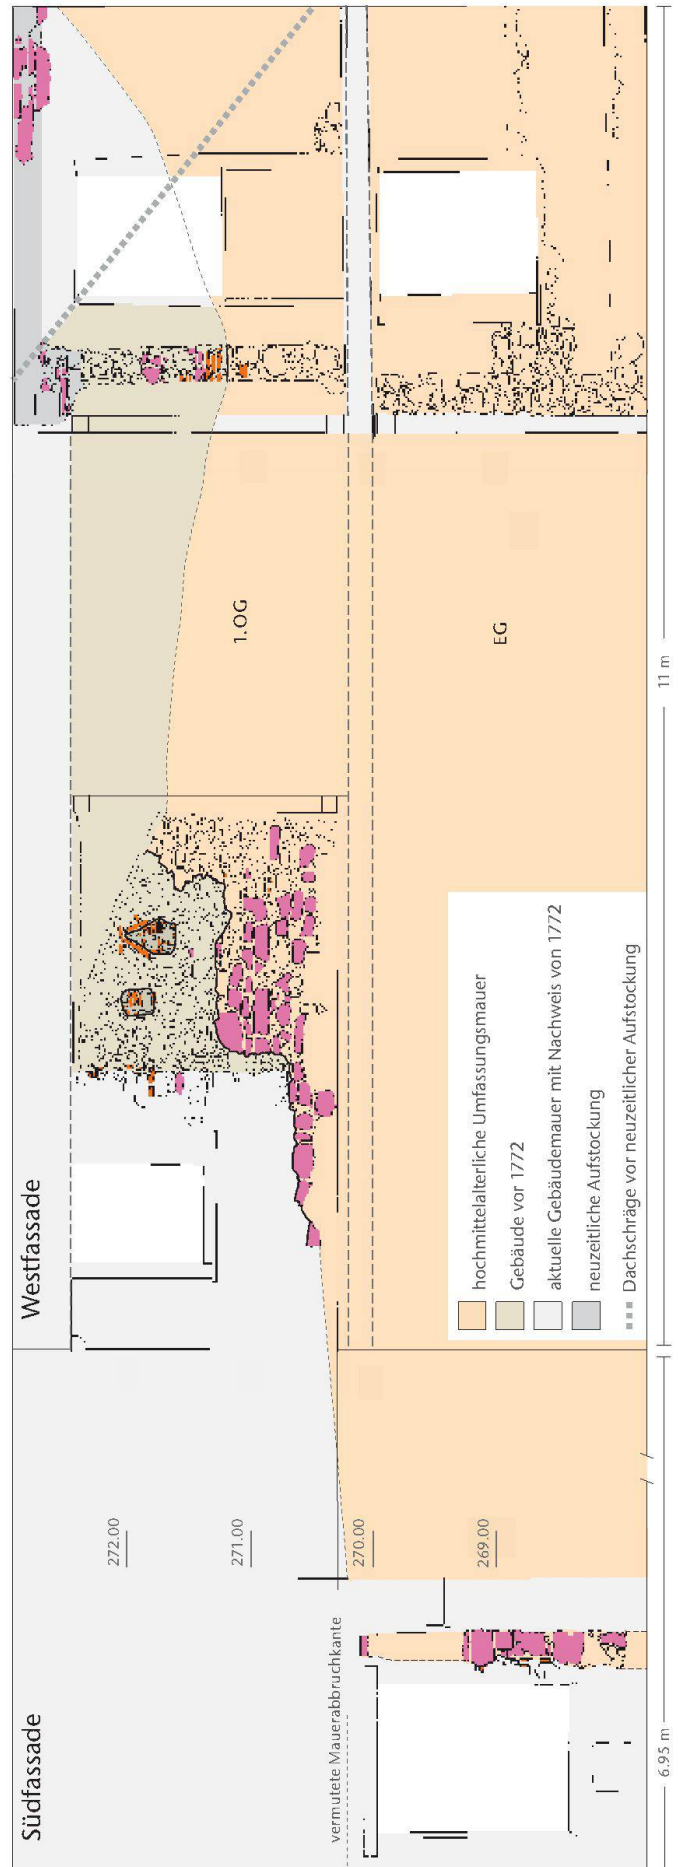 Südfassade
Westfassade
272.00
271.00
270.00
269.00
vermutete Mauerabbruchkante
1.OG
EG
hochmittelalterliche Umfassungsmauer
Gebäude vor 1772
aktuelle Gebäudemauer mit Nachweis von 1772
neuzeitliche Aufstockung
Dachschräge vor neuzeitlicher Aufstockung
6.95 m
11 m